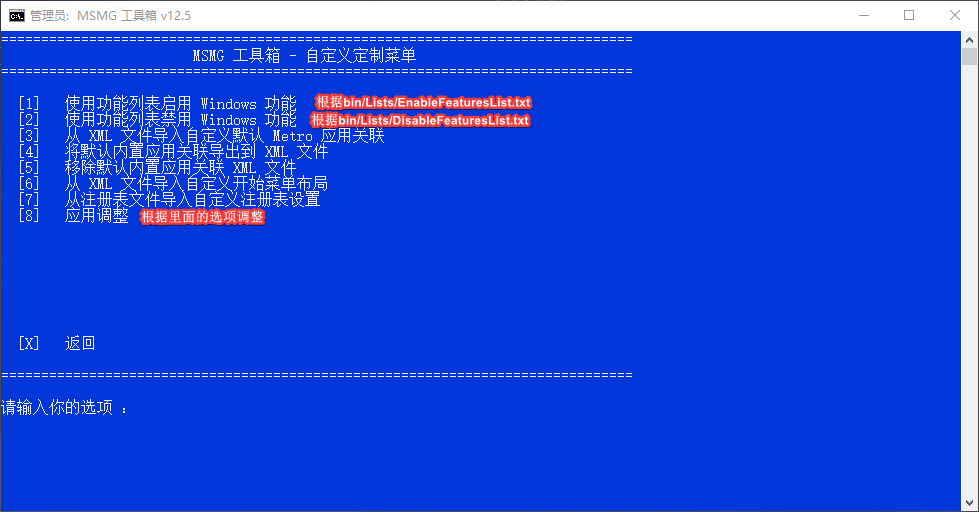 管理员: MSMG 工具箱 v12.5
===============================================================================
MSMG 工具箱 - 自定义定制菜单
===============================================================================
[1] 使用功能列表启用 Windows 功能 根据bin/Lists/EnableFeaturesList.txt
[2] 使用功能列表禁用 Windows 功能 根据bin/Lists/DisableFeaturesList.txt
[3] 从 XML 文件导入自定义默认 Metro 应用关联
[4] 将默认内置应用关联导出到 XML 文件
[5] 移除默认内置应用关联 XML 文件
[6] 从 XML 文件导入自定义开始菜单布局
[7] 从注册表文件导入自定义注册表设置
[8] 应用调整 根据里面的选项调整
[X] 返回
===============================================================================
请输入你的选项 ：